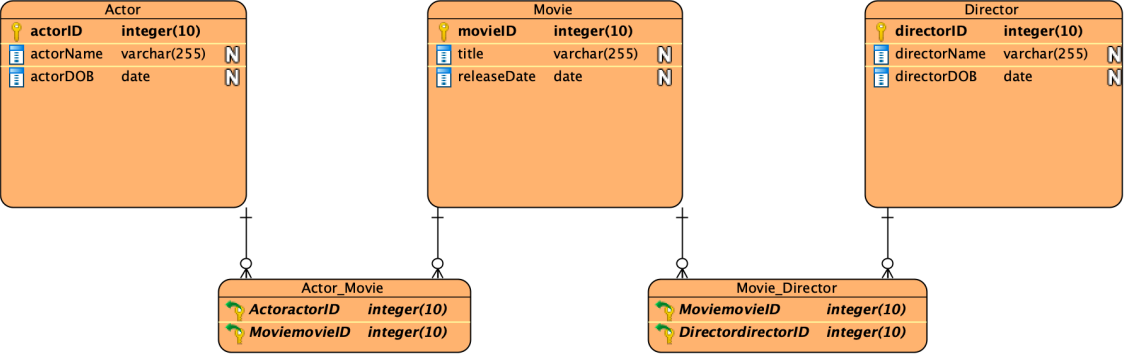 Actor
actorID integer(10)
actorName varchar(255) N
actorDOB date N
Movie
movieID integer(10)
title varchar(255) N
releaseDate date N
Director
directorID integer(10)
directorName varchar(255) N
directorDOB date N
Actor_Movie
ActoractorID integer(10)
MoviemovieID integer(10)
Movie_Director
MoviemovieID integer(10)
DirectordirectorID integer(10)